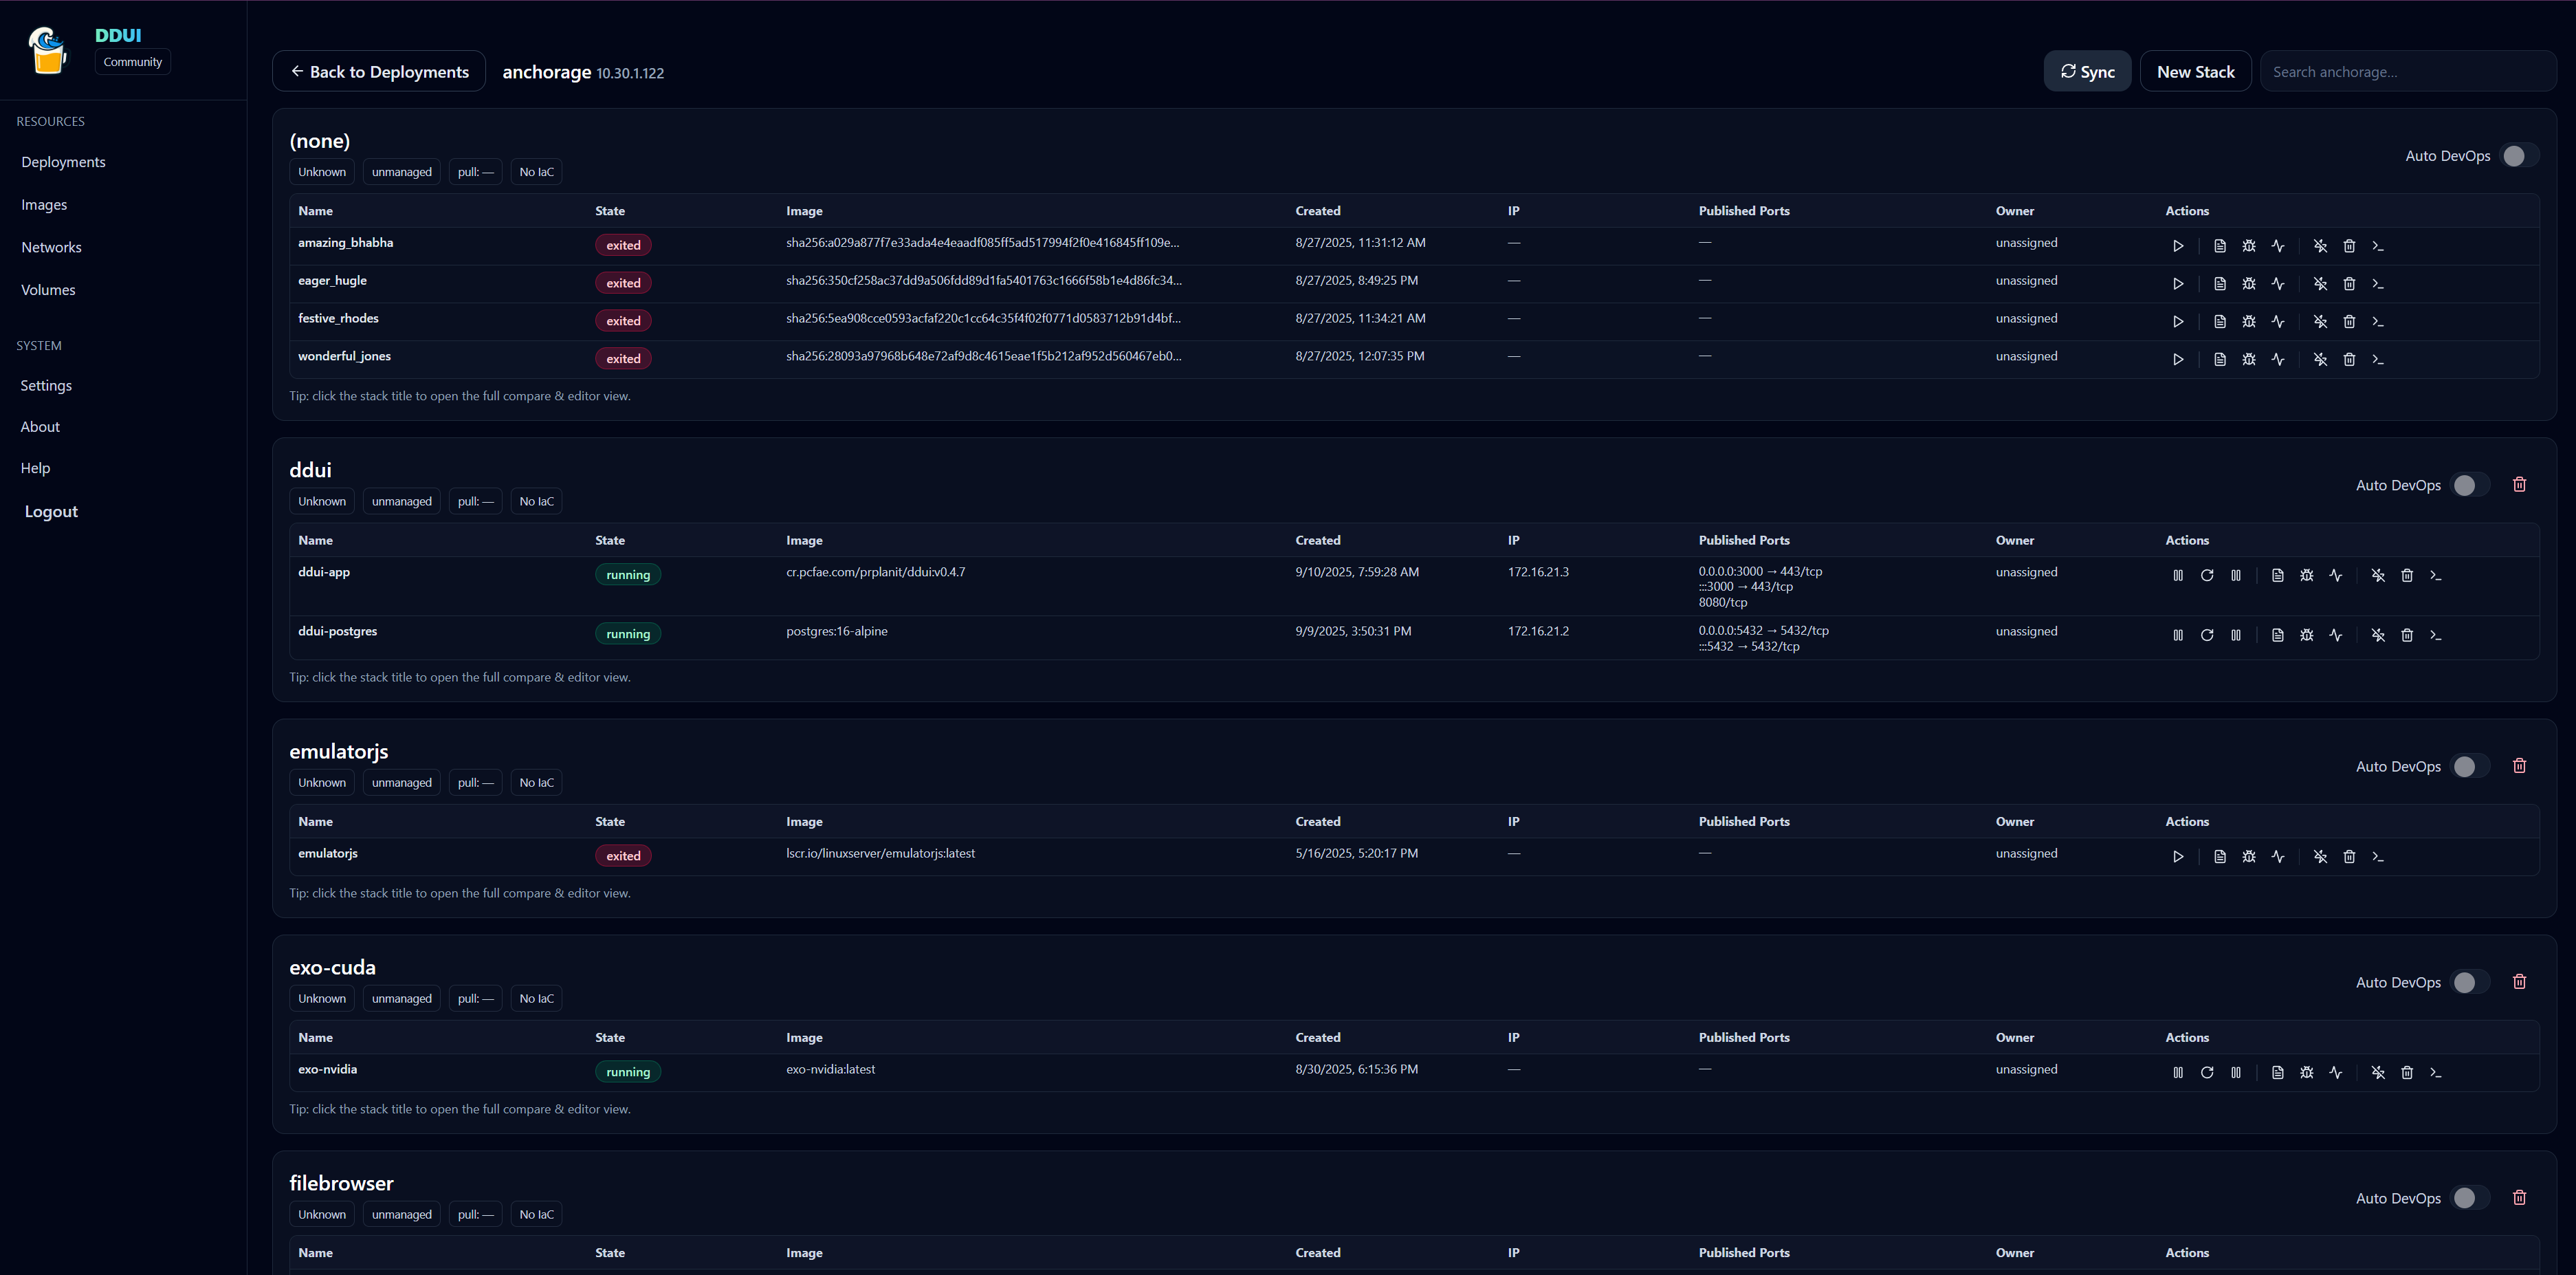 DDUI
Community
RESOURCES
Deployments
Images
Networks
Volumes
SYSTEM
Settings
About
Help
Logout
← Back to Deployments anchorage 10.30.1.122 Sync New Stack Search anchorage...
(none)
Unknown unmanaged pull: — No IaC Auto DevOps
Name State Image Created IP Published Ports Owner Actions
amazing_bhabha exited sha256:a029a877f7e33ada4e4eaadf085ff5ad517994f2f0e416845ff109e... 8/27/2025, 11:31:12 AM — — unassigned
eager_hugle exited sha256:350cf258ac37dd9a506fdd89d1fa5401763c1666f58b1e4d86fc34... 8/27/2025, 8:49:25 PM — — unassigned
festive_rhodes exited sha256:5ea908cce0593acfaf220c1cc64c35f4f02f0771d0583712b91d4bf... 8/27/2025, 11:34:21 AM — — unassigned
wonderful_jones exited sha256:28093a97968b648e72af9d8c4615eae1f5b212af952d560467eb0... 8/27/2025, 12:07:35 PM — — unassigned
Tip: click the stack title to open the full compare & editor view.
ddui
Unknown unmanaged pull: — No IaC Auto DevOps
Name State Image Created IP Published Ports Owner Actions
ddui-app running cr.pcfae.com/prplanit/ddui:v0.4.7 9/10/2025, 7:59:28 AM 172.16.21.3 0.0.0.0:3000 → 443/tcp unassigned
:::3000 → 443/tcp
8080/tcp
ddui-postgres running postgres:16-alpine 9/9/2025, 3:50:31 PM 172.16.21.2 0.0.0.0:5432 → 5432/tcp unassigned
:::5432 → 5432/tcp
Tip: click the stack title to open the full compare & editor view.
emulatorjs
Unknown unmanaged pull: — No IaC Auto DevOps
Name State Image Created IP Published Ports Owner Actions
emulatorjs exited lscr.io/linuxserver/emulatorjs:latest 5/16/2025, 5:20:17 PM — — unassigned
Tip: click the stack title to open the full compare & editor view.
exo-cuda
Unknown unmanaged pull: — No IaC Auto DevOps
Name State Image Created IP Published Ports Owner Actions
exo-nvidia running exo-nvidia:latest 8/30/2025, 6:15:36 PM — — unassigned
Tip: click the stack title to open the full compare & editor view.
filebrowser
Unknown unmanaged pull: — No IaC Auto DevOps
Name State Image Created IP Published Ports Owner Actions